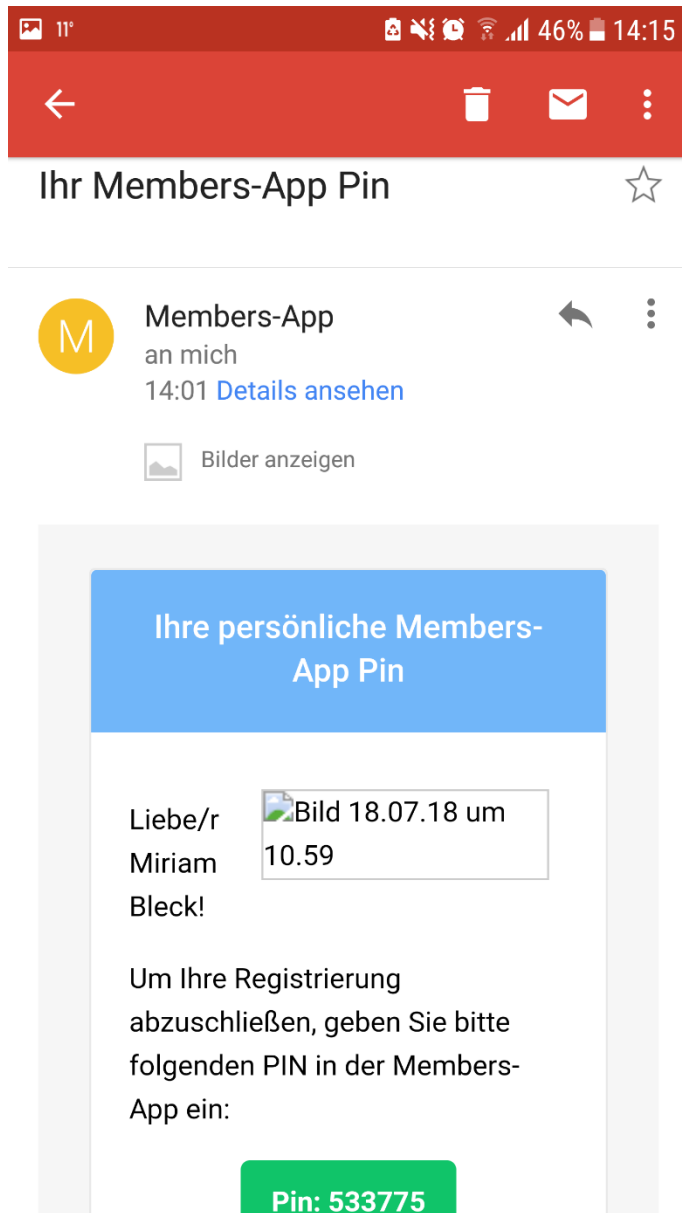 11°
46% 14:15
Ihr Members-App Pin
M
Members-App
an mich
14:01 Details ansehen
Bilder anzeigen
Ihre persönliche Members-
App Pin
Liebe/r
Miriam
Bleck!
Bild 18.07.18 um
10.59
Um Ihre Registrierung
abzuschließen, geben Sie bitte
folgenden PIN in der Members-
App ein:
Pin: 533775